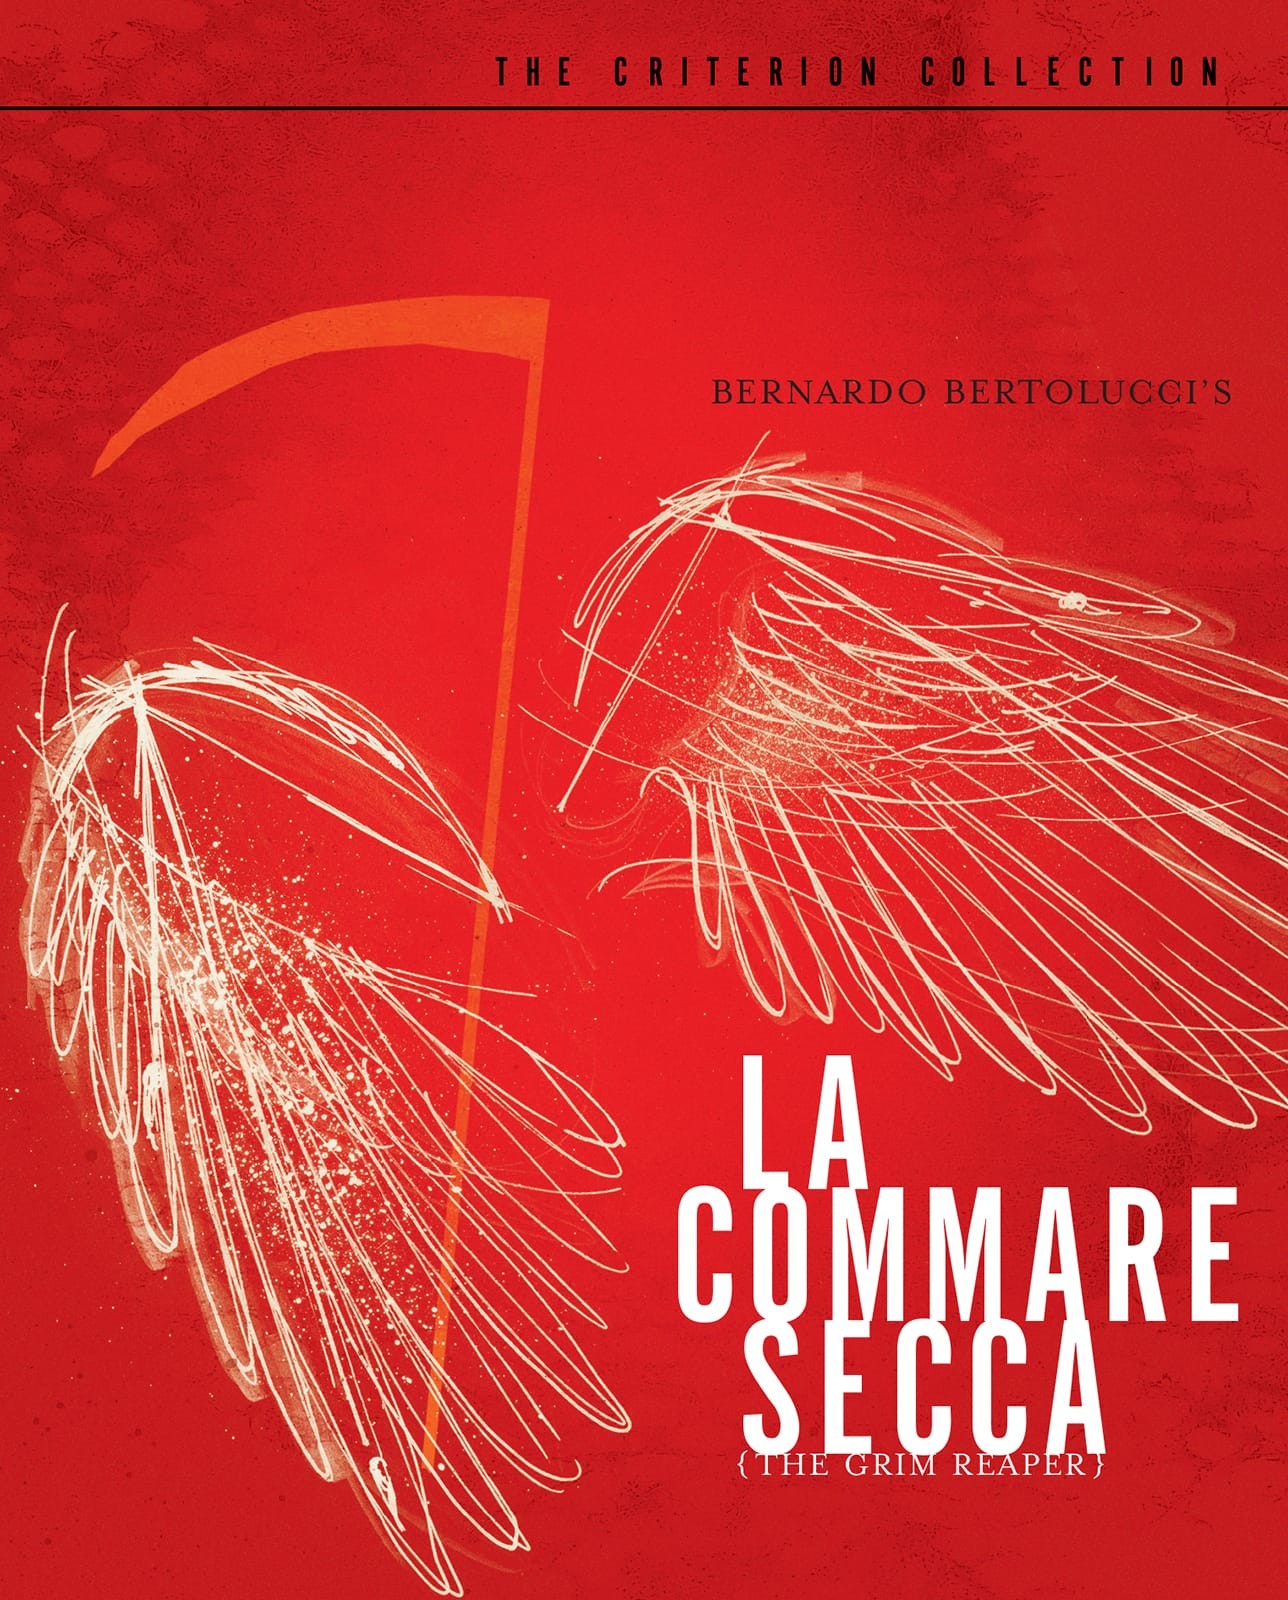 THE CRITERION COLLECTION
BERNARDO BERTOLUCCI'S
LA
COMMARE
SECCA
{THE GRIM REAPER}